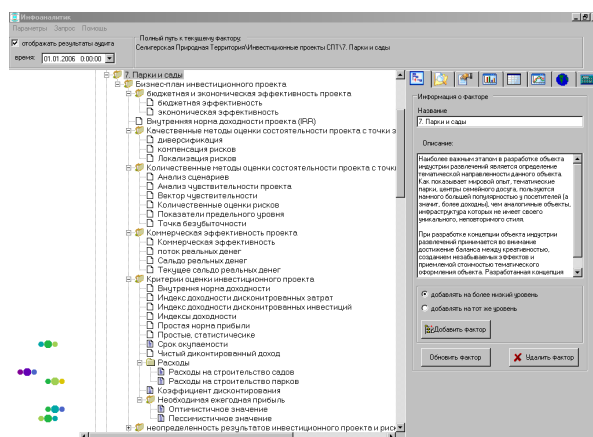 Инфоаналитик
Параметры Запрос Помощь
отображать результаты аудита
время: 01.01.2006 0:00:00
Полный путь к текущему фактору:
Селигерская Природная Территория\Инвестиционные проекты СПТ\7. Парки и сады
7. Парки и сады
Бизнес-план инвестиционного проекта
бюджетная и экономическая эффективность проекта
бюджетная эффективность
экономическая эффективность
Внутренняя норма доходности проекта (IRR)
Качественные методы оценки состоятельности проекта с точки з
диверсификация
компенсация рисков
Локализация рисков
Количественные методы оценки состоятельности проекта с точки
Анализ сценариев
Анализ чувствительности проекта
Вектор чувствительности
Количественные оценки рисков
Показатели предельного уровня
Точка безубыточности
Коммерческая эффективность проекта
Коммерческая эффективность
поток реальных денег
Сальдо реальных денег
Текущее сальдо реальных денег
Критерии оценки инвестиционного проекта
Внутрення норма доходности
Индекс доходности дисконтированных затрат
Индекс доходности дисконтированных инвестиций
Индексы доходности
Простая норма прибыли
Простые, статистичиеске
Срок окупаемости
Чистый диконтированный доход
Расходы
Расходы на строительство садов
Расходы на строительство парков
Коэффициент дисконтирования
Необходимая ежегодная прибыль
Оптимистичное значение
Пессимистичное значение
неопределенность результатов инвестиционного проекта и риск
Информация о факторе
Название
7. Парки и сады
Описание:
Наиболее важным этапом в разработке объекта
индустрии развлечений является определение
тематической направленности данного объекта.
Как показывает мировой опыт, тематические
парки, центры семейного досуга, пользуются
намного большей популярностью у посетителей (а
значит, более доходны), чем аналогичные объекты,
инфраструктура которых не имеет своего
уникального, неповторимого стиля.
При разработке концепции объекта индустрии
развлечений принимается во внимание
достижение баланса между креативностью,
созданием незабываемых эффектов и
приемлемой стоимостью тематического
оформления объекта. Разработанная концепция
добавлять на более ниский уровень
добавлять на тот же уровень
Добавить фактор
Обновить фактор
Удалить фактор